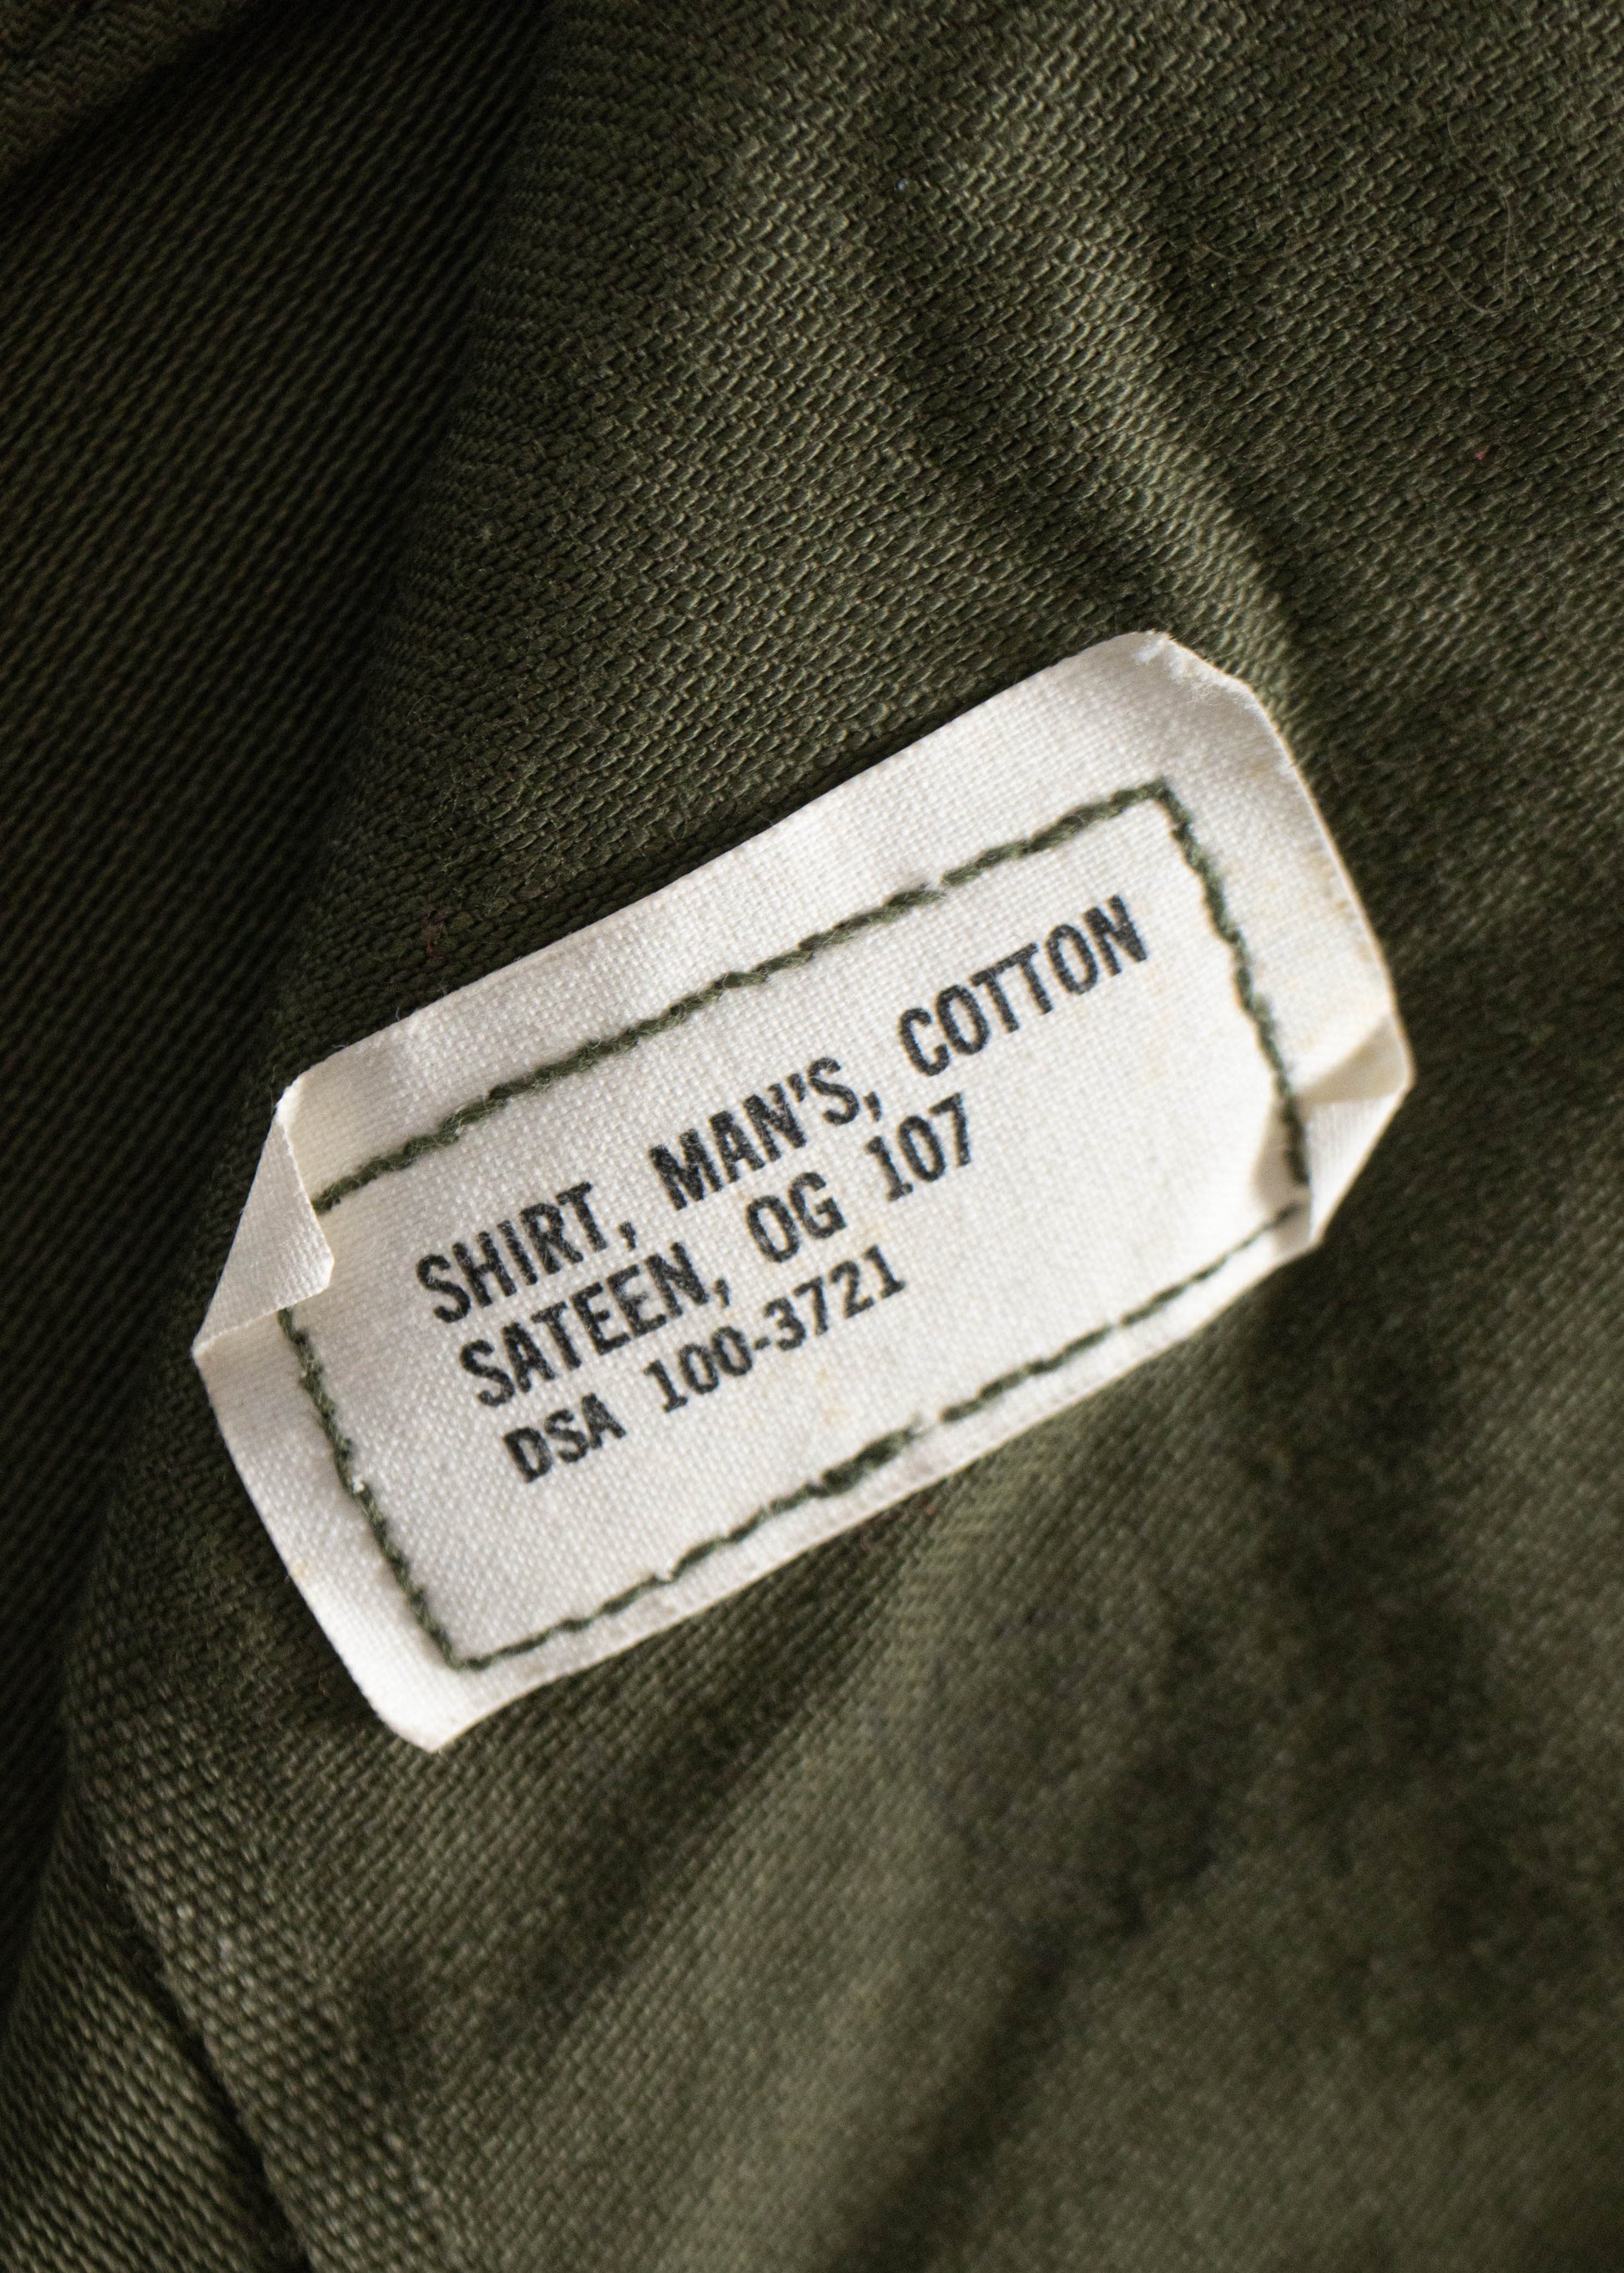 SHIRT, MAN'S, COTTON
SATEEN, OG 107
DSA 100-3721